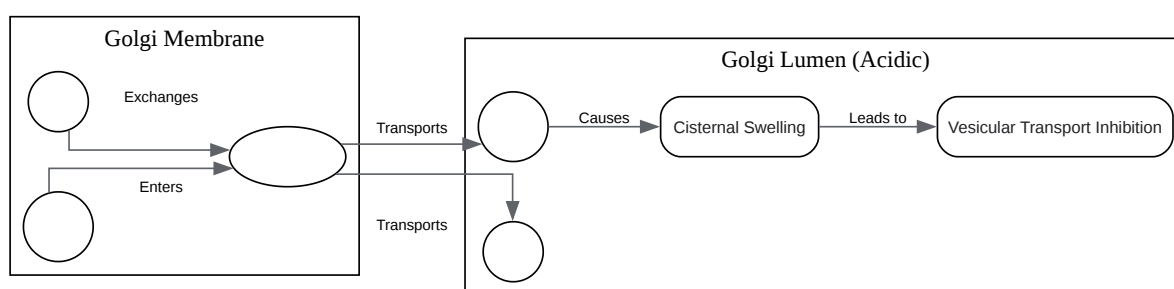 Golgi Membrane
Exchanges
Enters
Transports
Transports
Golgi Lumen (Acidic)
Causes
Cisternal Swelling
Leads to
Vesicular Transport Inhibition